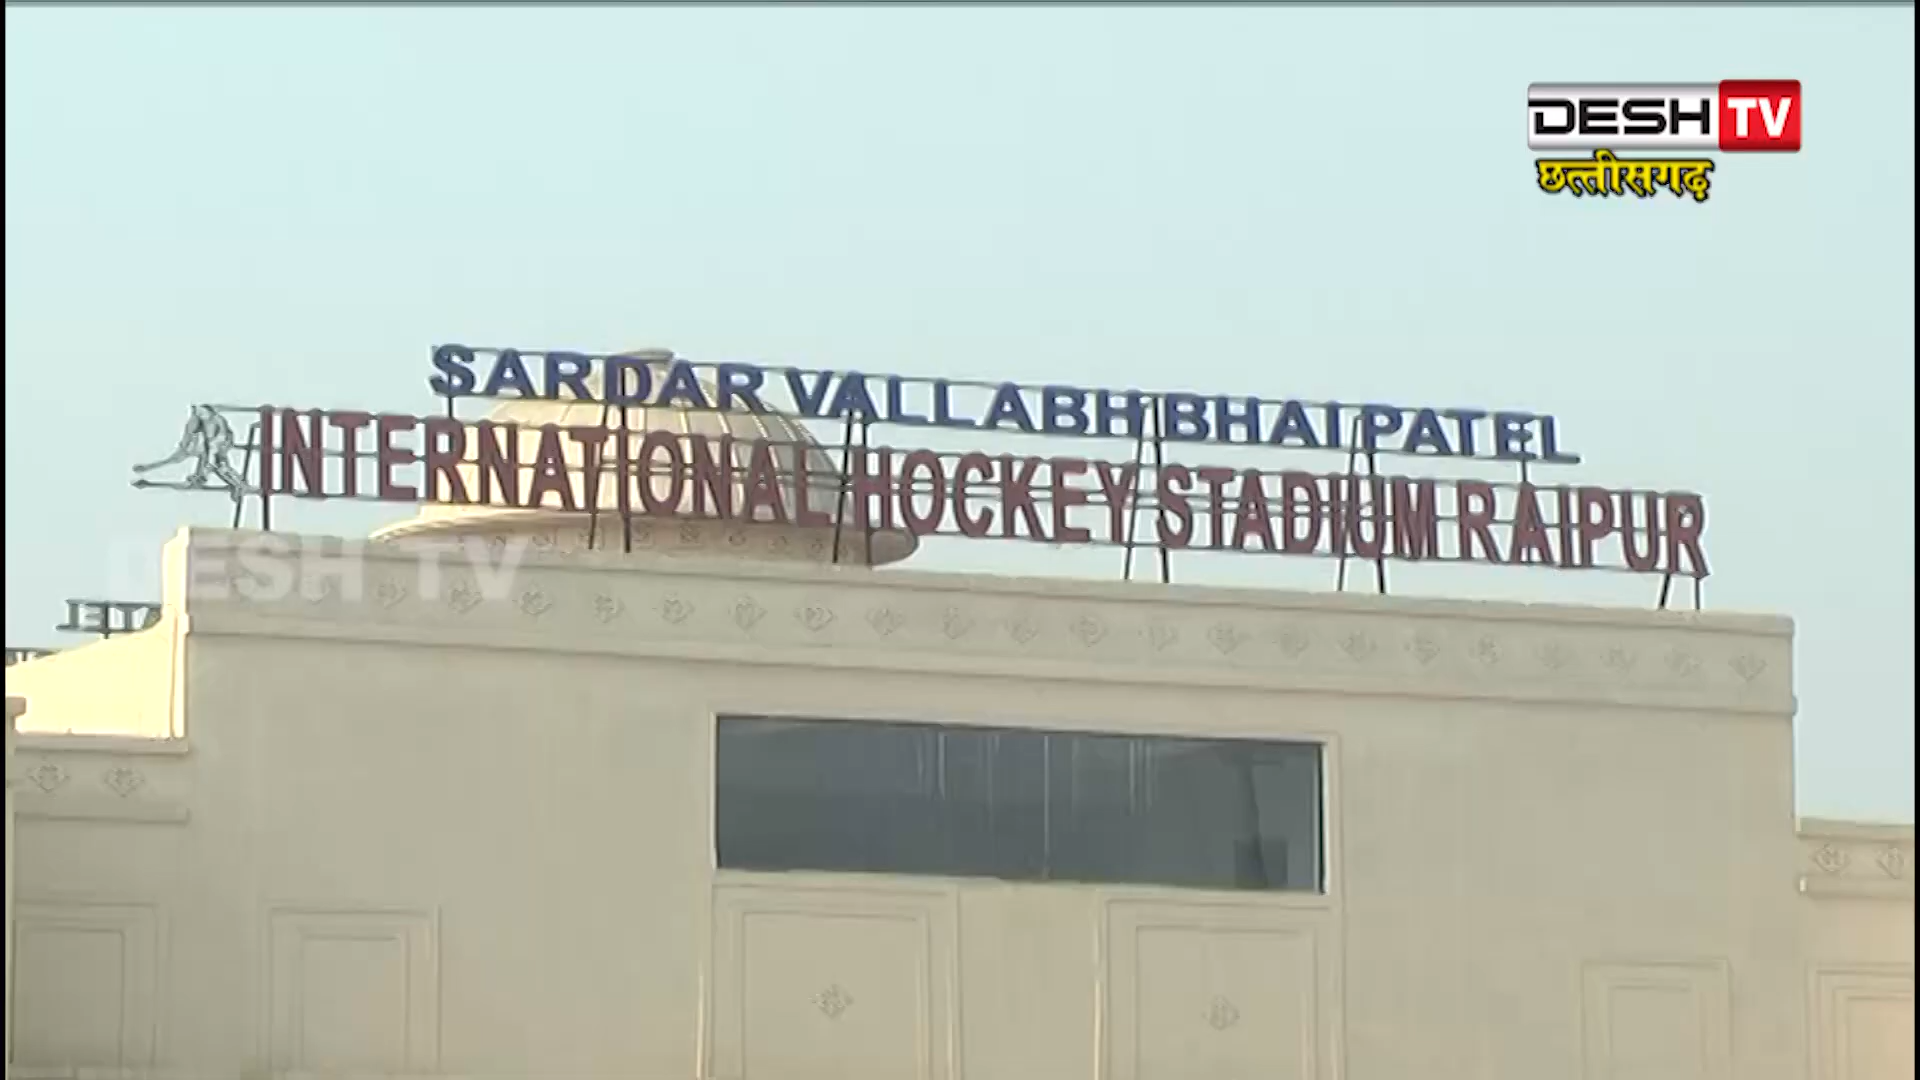 DESH TV
छत्तीसगढ़
SARDAR VALLABH BHAI PATEL
INTERNATIONAL HOCKEY STADIUM RAIPUR
DESH TV